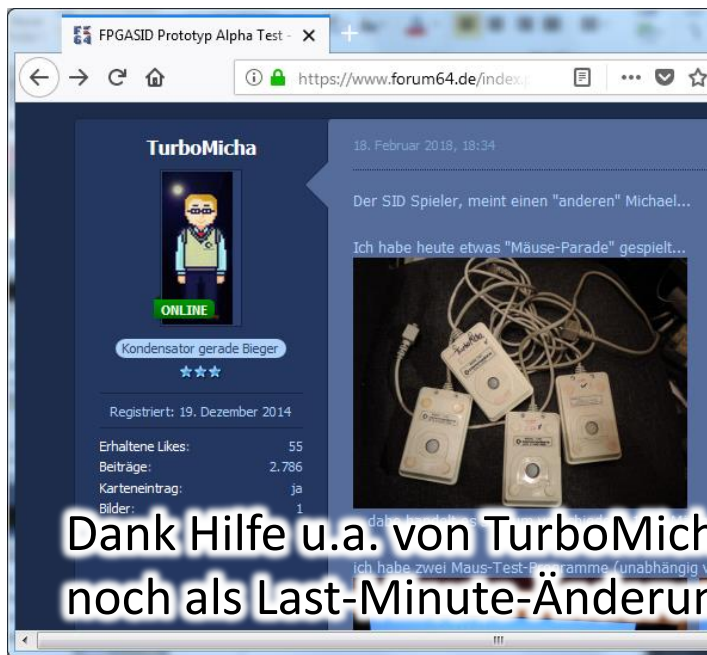 FPGASID Prototyp Alpha Test -
https://www.forum64.de/index.p
TurboMicha
18. Februar 2018, 18:34
Der SID Spieler, meint einen "anderen" Michael...
Ich habe heute etwas "Mäuse-Parade" gespielt...
ONLINE
Kondensator gerade Bieger
Registriert: 19. Dezember 2014
Erhaltene Likes: 55
Beiträge: 2.786
Karteneintrag: ja
Bilder: 1
Dank Hilfe u.a. von TurboMich
ich habe zwei Maus-Test-Programme (unabhängig v
noch als Last-Minute-Änderun